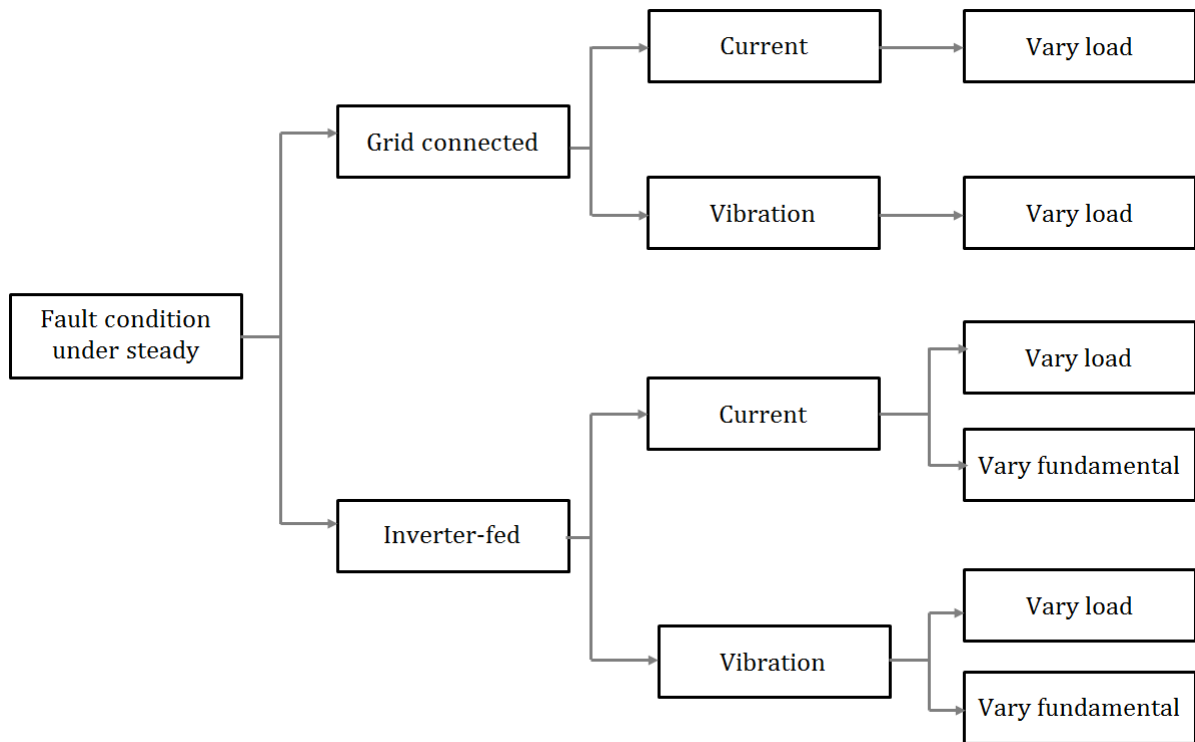 Current
Vary load
Grid connected
Vibration
Vary load
Fault condition
under steady
Vary load
Current
Vary fundamental
Inverter-fed
Vary load
Vibration
Vary fundamental